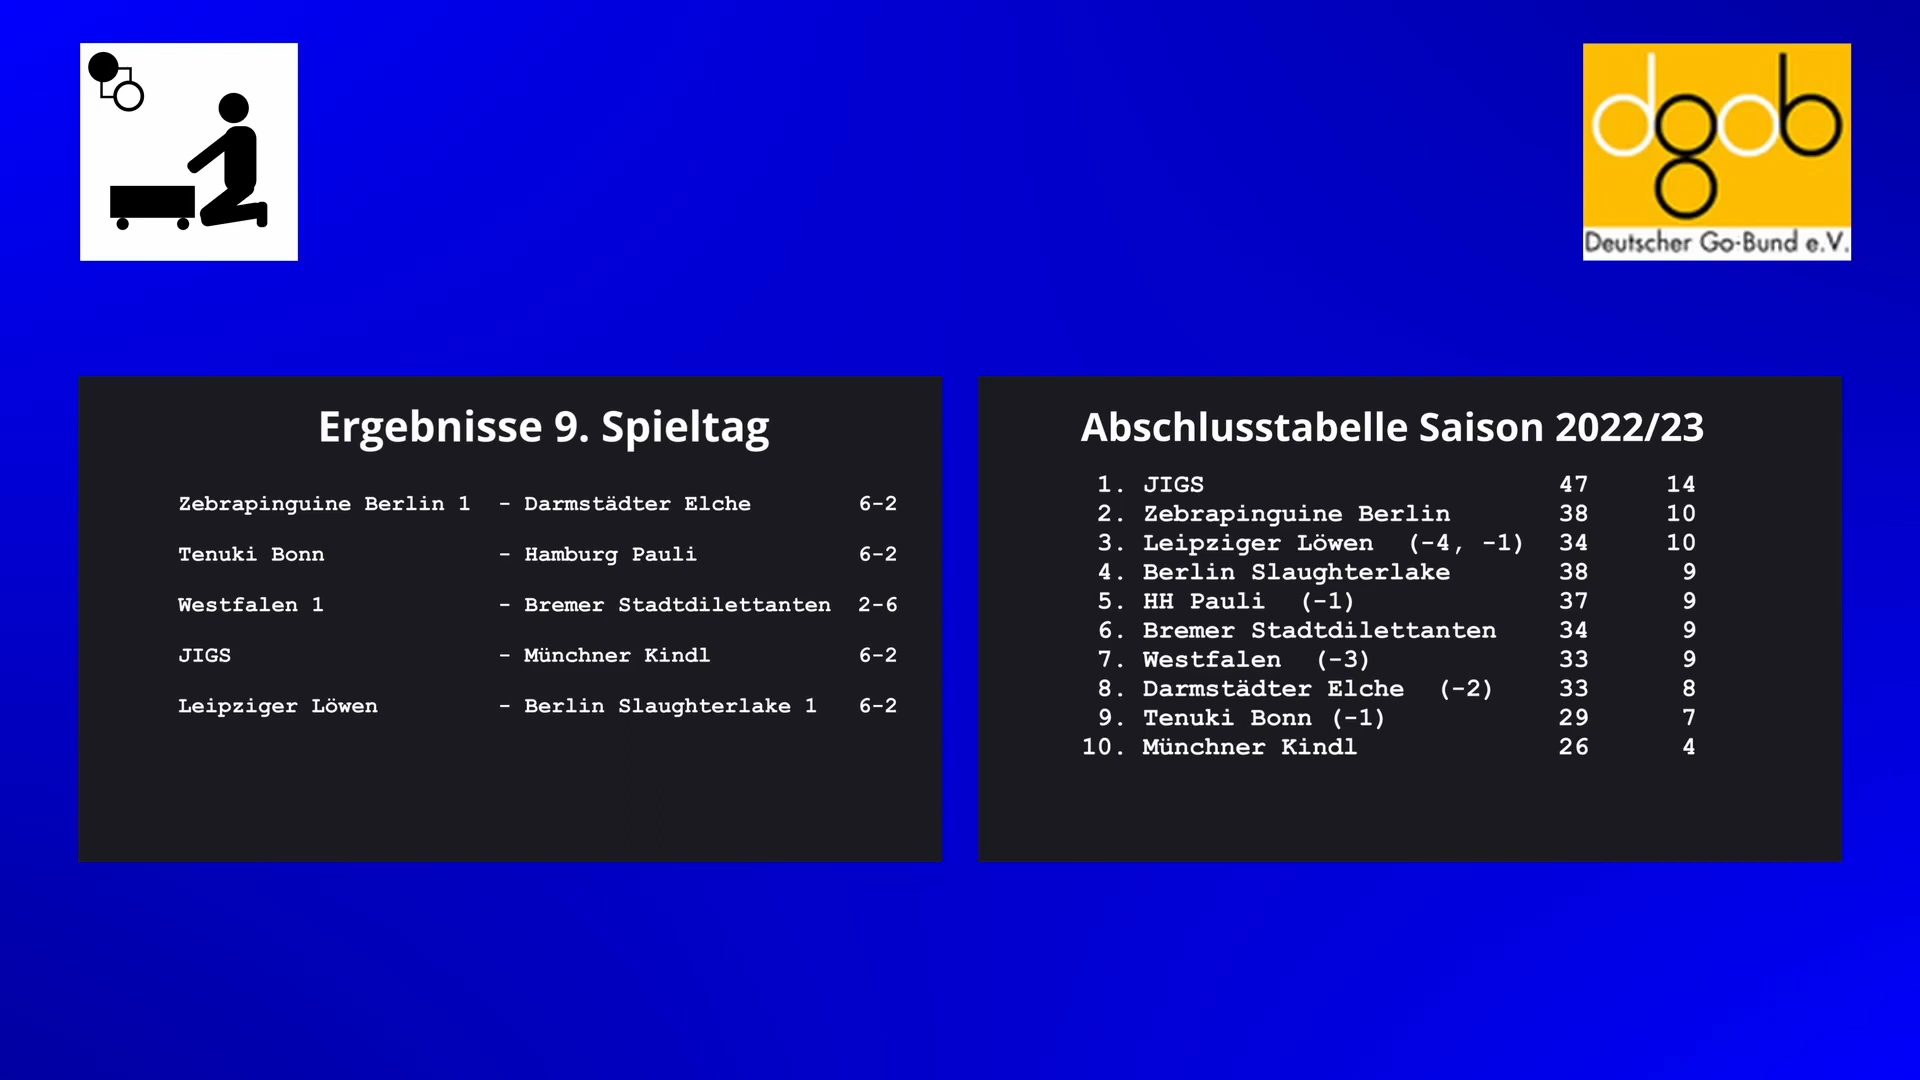 dgob
Deutscher Go-Bund e.V.
Ergebnisse 9. Spieltag
Zebrapinguine Berlin 1 - Darmstädter Elche 6-2
Tenuki Bonn - Hamburg Pauli 6-2
Westfalen 1 - Bremer Stadtdilettanten 2-6
JIGS - Münchner Kindl 6-2
Leipziger Löwen - Berlin Slaughterlake 1 6-2
Abschlusstabelle Saison 2022/23
1. JIGS 47 14
2. Zebrapinguine Berlin 38 10
3. Leipziger Löwen (-4, -1) 34 10
4. Berlin Slaughterlake 38 9
5. HH Pauli (-1) 37 9
6. Bremer Stadtdilettanten 34 9
7. Westfalen (-3) 33 9
8. Darmstädter Elche (-2) 33 8
9. Tenuki Bonn (-1) 29 7
10. Münchner Kindl 26 4